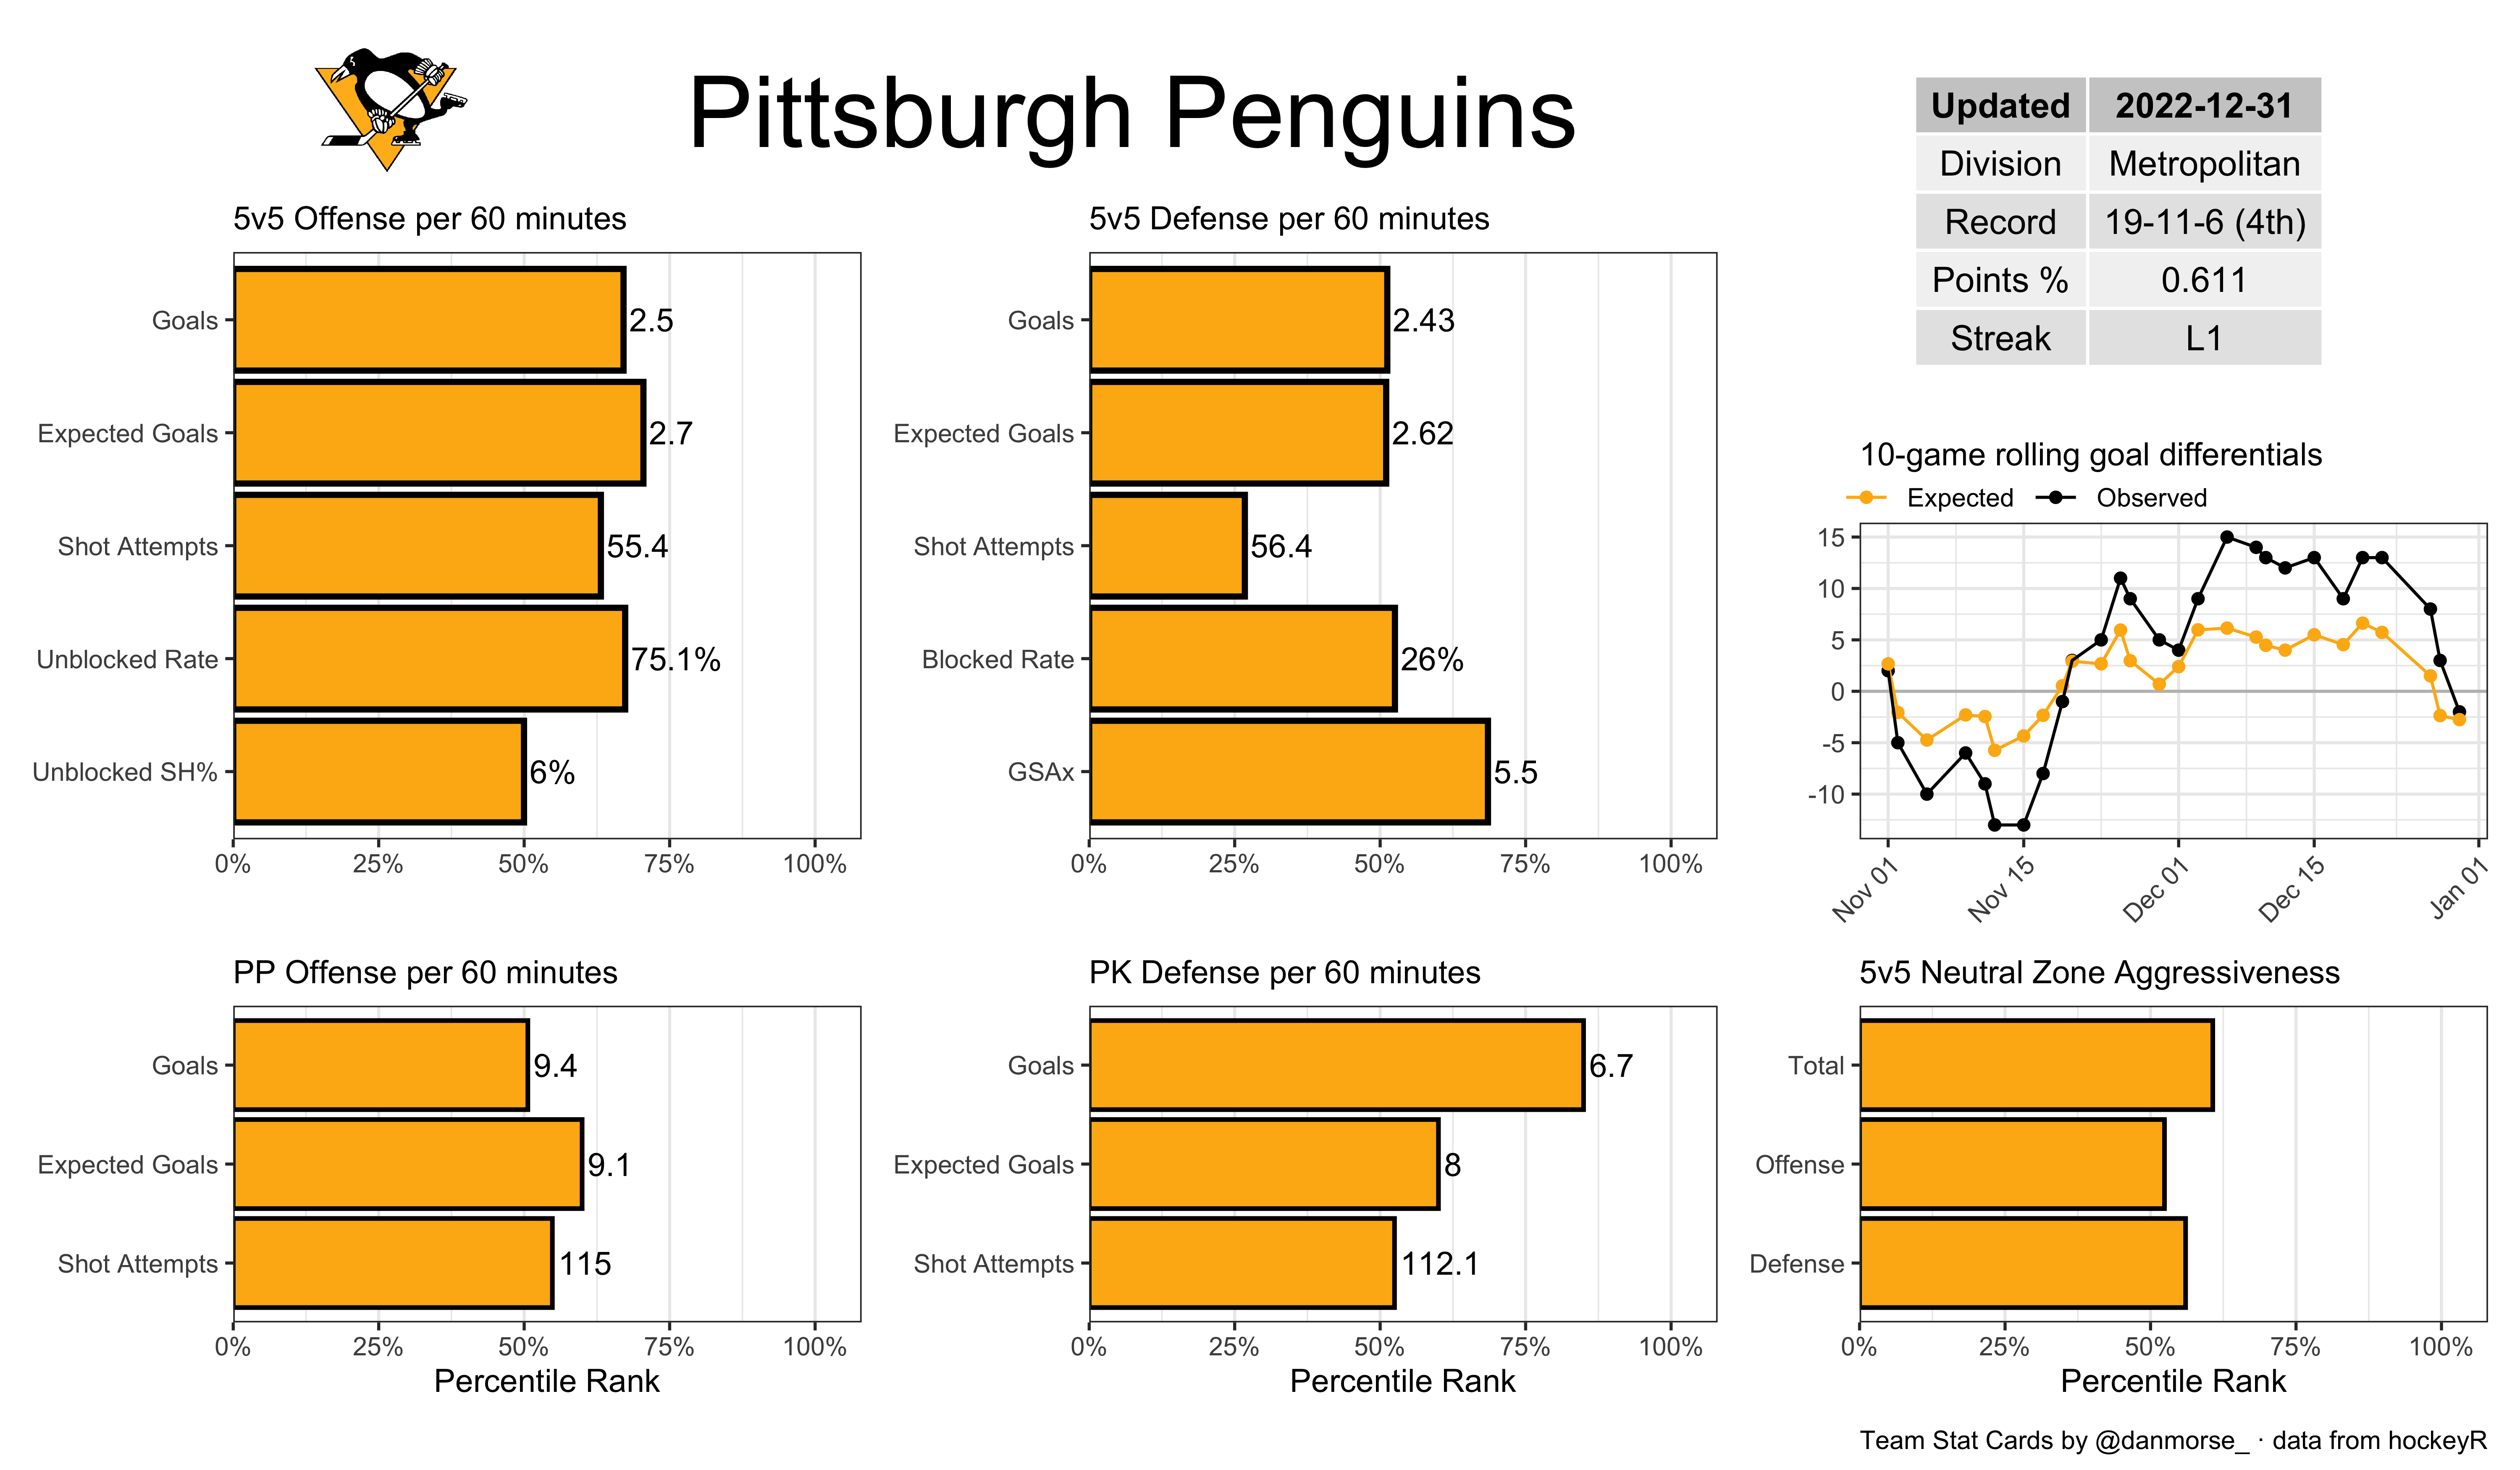 Pittsburgh Penguins
Updated 2022-12-31
Division Metropolitan
Record 19-11-6 (4th)
Points % 0.611
Streak L1
5v5 Offense per 60 minutes
Goals 2.5
Expected Goals 2.7
Shot Attempts 55.4
Unblocked Rate 75.1%
Unblocked SH% 6%
0% 25% 50% 75% 100%
5v5 Defense per 60 minutes
Goals 2.43
Expected Goals 2.62
Shot Attempts 56.4
Blocked Rate 26%
GSAx 5.5
0% 25% 50% 75% 100%
10-game rolling goal differentials
Expected Observed
15
10
5
0
-5
-10
Nov 01 Nov 15 Dec 01 Dec 15 Jan 01
PP Offense per 60 minutes
Goals 9.4
Expected Goals 9.1
Shot Attempts 115
0% 25% 50% 75% 100%
Percentile Rank
PK Defense per 60 minutes
Goals 6.7
Expected Goals 8
Shot Attempts 112.1
0% 25% 50% 75% 100%
Percentile Rank
5v5 Neutral Zone Aggressiveness
Total
Offense
Defense
0% 25% 50% 75% 100%
Percentile Rank
Team Stat Cards by @danmorse_ · data from hockeyR